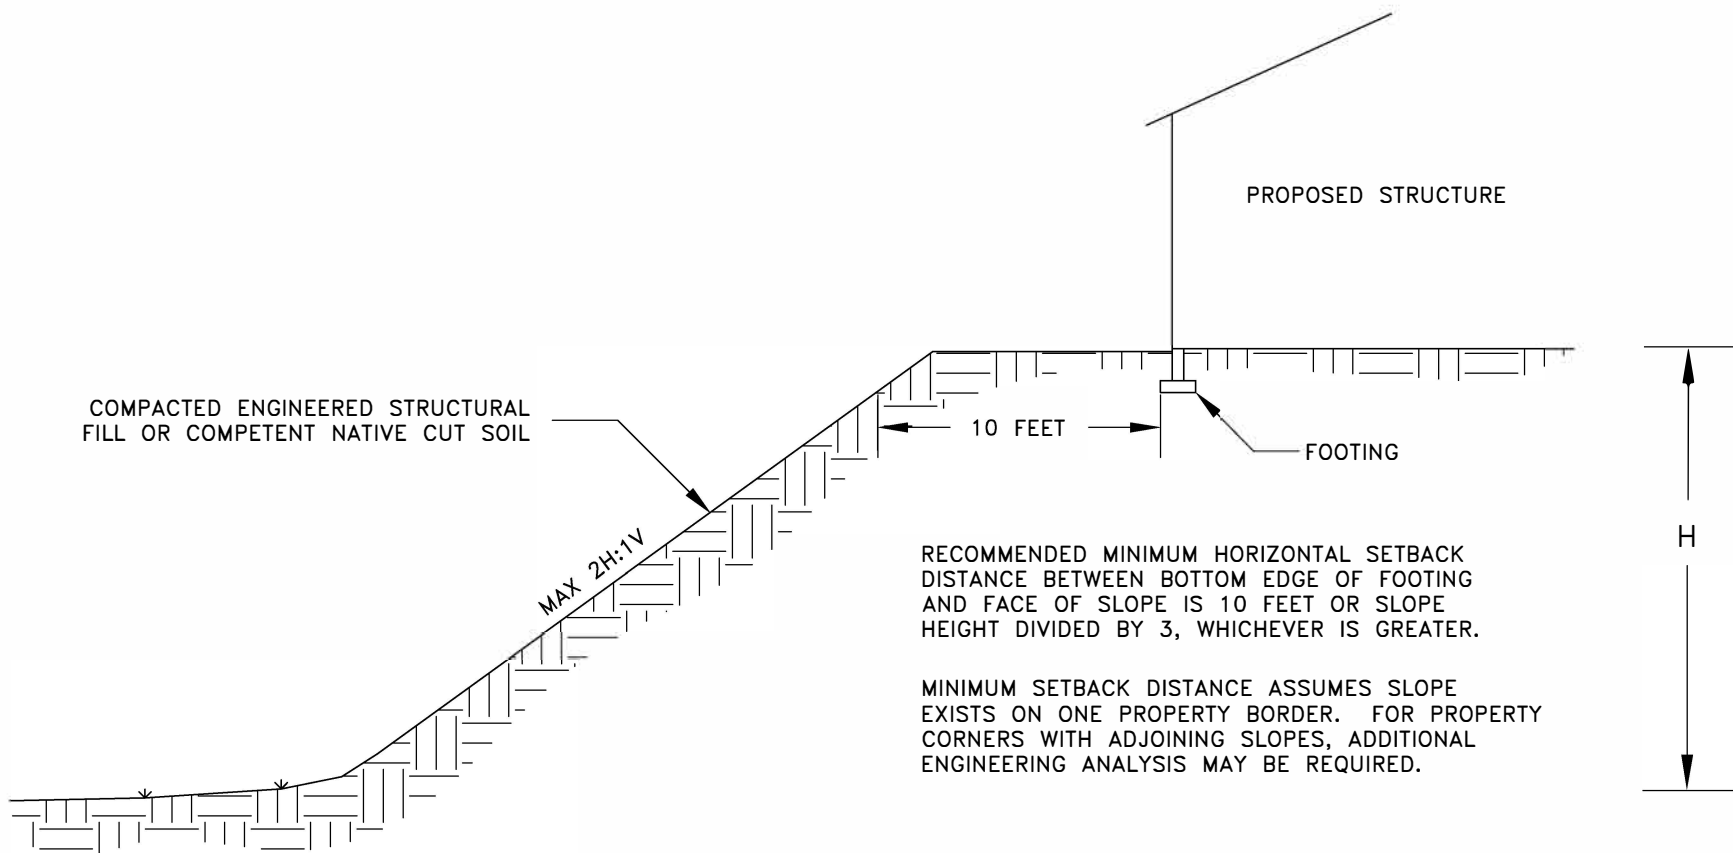 PROPOSED STRUCTURE
COMPACTED ENGINEERED STRUCTURAL
FILL OR COMPETENT NATIVE CUT SOIL
10 FEET
FOOTING
MAX 2H:1V
H
RECOMMENDED MINIMUM HORIZONTAL SETBACK
DISTANCE BETWEEN BOTTOM EDGE OF FOOTING
AND FACE OF SLOPE IS 10 FEET OR SLOPE
HEIGHT DIVIDED BY 3, WHICHEVER IS GREATER.
MINIMUM SETBACK DISTANCE ASSUMES SLOPE
EXISTS ON ONE PROPERTY BORDER. FOR PROPERTY
CORNERS WITH ADJOINING SLOPES, ADDITIONAL
ENGINEERING ANALYSIS MAY BE REQUIRED.